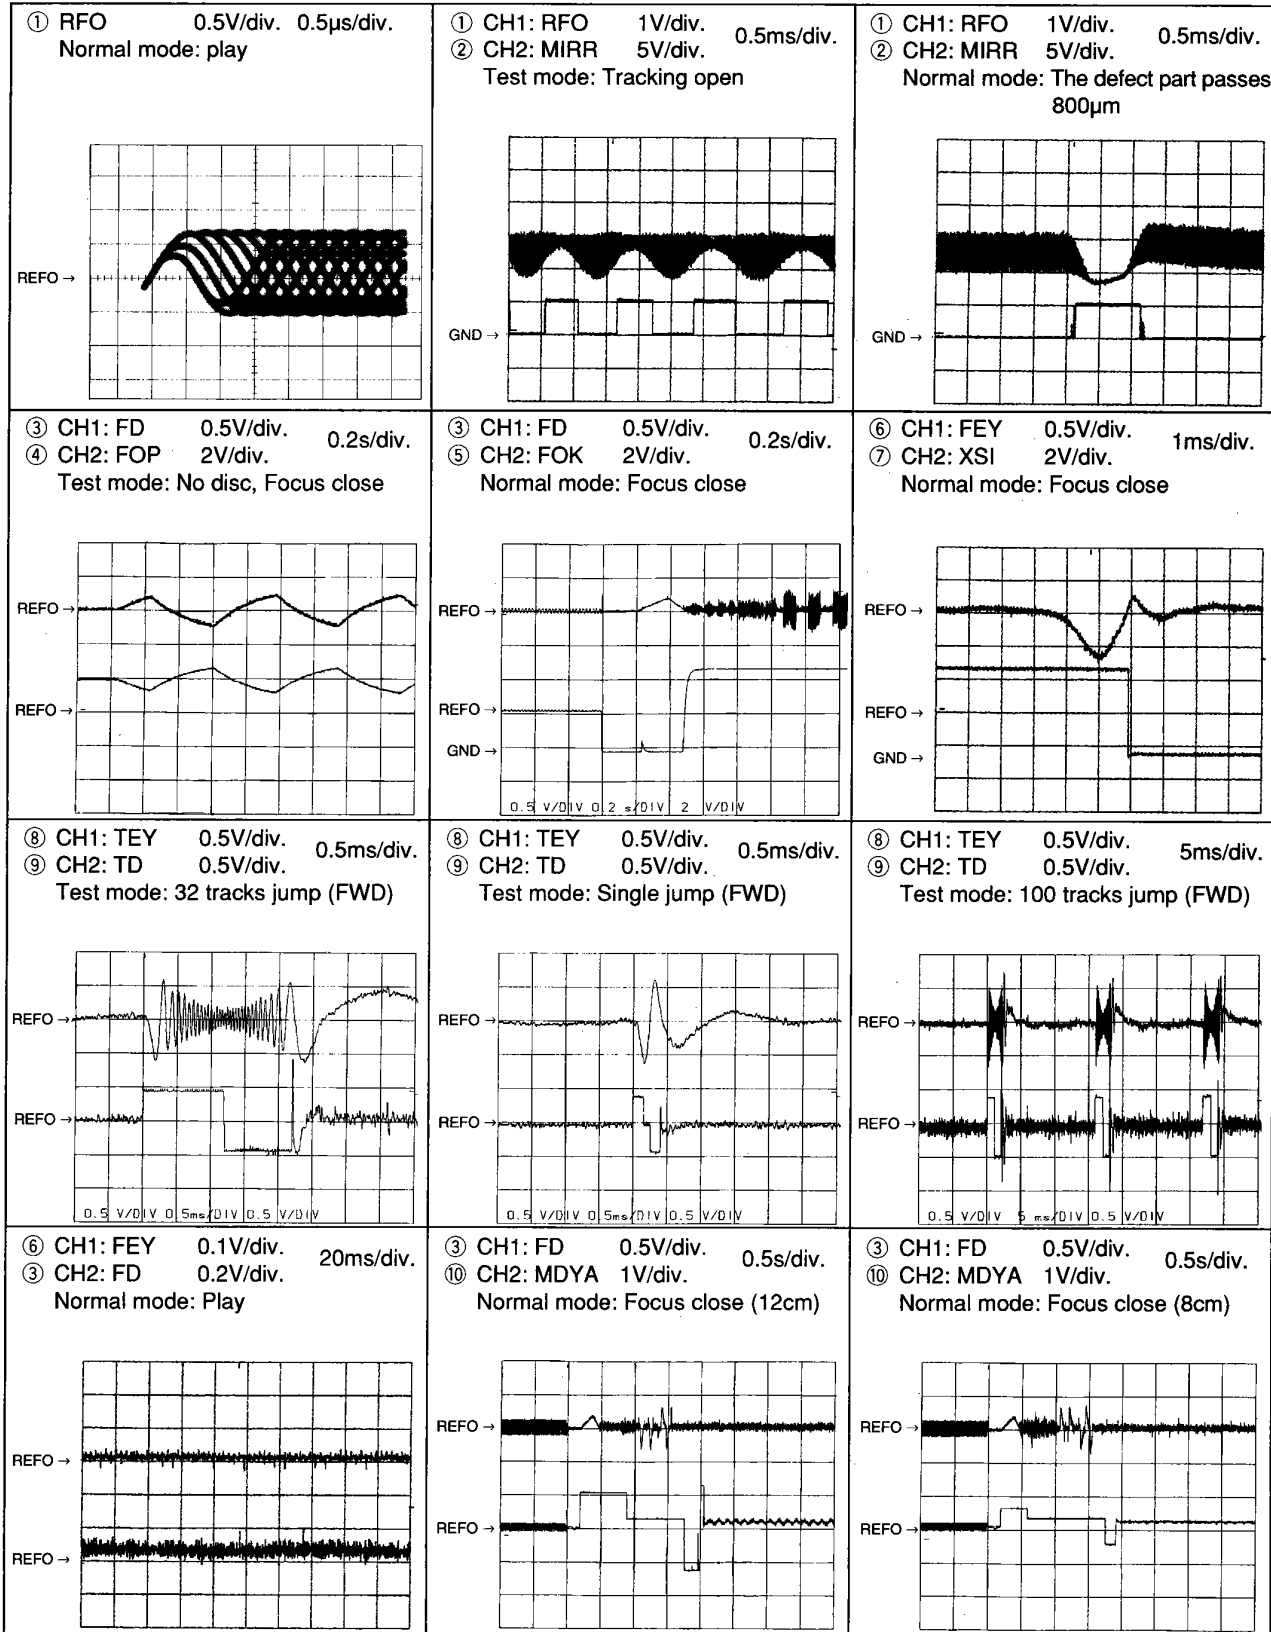 ① RFO 0.5V/div. 0.5µs/div.
Normal mode: play
REFO →
① CH1: RFO 1V/div. 0.5ms/div.
② CH2: MIRR 5V/div.
Test mode: Tracking open
GND →
① CH1: RFO 1V/div. 0.5ms/div.
② CH2: MIRR 5V/div.
Normal mode: The defect part passes
800µm
GND →
③ CH1: FD 0.5V/div. 0.2s/div.
④ CH2: FOP 2V/div.
Test mode: No disc, Focus close
REFO →
REFO →
③ CH1: FD 0.5V/div. 0.2s/div.
⑤ CH2: FOK 2V/div.
Normal mode: Focus close
REFO →
REFO →
GND →
0.5 V/DIV 0.2 s/DIV 2 V/DIV
⑥ CH1: FEY 0.5V/div. 1ms/div.
⑦ CH2: XSI 2V/div.
Normal mode: Focus close
REFO →
REFO →
GND →
⑧ CH1: TEY 0.5V/div. 0.5ms/div.
⑨ CH2: TD 0.5V/div.
Test mode: 32 tracks jump (FWD)
REFO →
REFO →
0.5 V/DIV 0.5ms/DIV 0.5 V/DIV
⑧ CH1: TEY 0.5V/div. 0.5ms/div.
⑨ CH2: TD 0.5V/div.
Test mode: Single jump (FWD)
REFO →
REFO →
0.5 V/DIV 0.5ms/DIV 0.5 V/DIV
⑧ CH1: TEY 0.5V/div. 5ms/div.
⑨ CH2: TD 0.5V/div.
Test mode: 100 tracks jump (FWD)
REFO →
REFO →
0.5 V/DIV 5 ms/DIV 0.5 V/DIV
⑥ CH1: FEY 0.1V/div. 20ms/div.
③ CH2: FD 0.2V/div.
Normal mode: Play
REFO →
REFO →
③ CH1: FD 0.5V/div. 0.5s/div.
⑩ CH2: MDYA 1V/div.
Normal mode: Focus close (12cm)
REFO →
REFO →
③ CH1: FD 0.5V/div. 0.5s/div.
⑩ CH2: MDYA 1V/div.
Normal mode: Focus close (8cm)
REFO →
REFO →